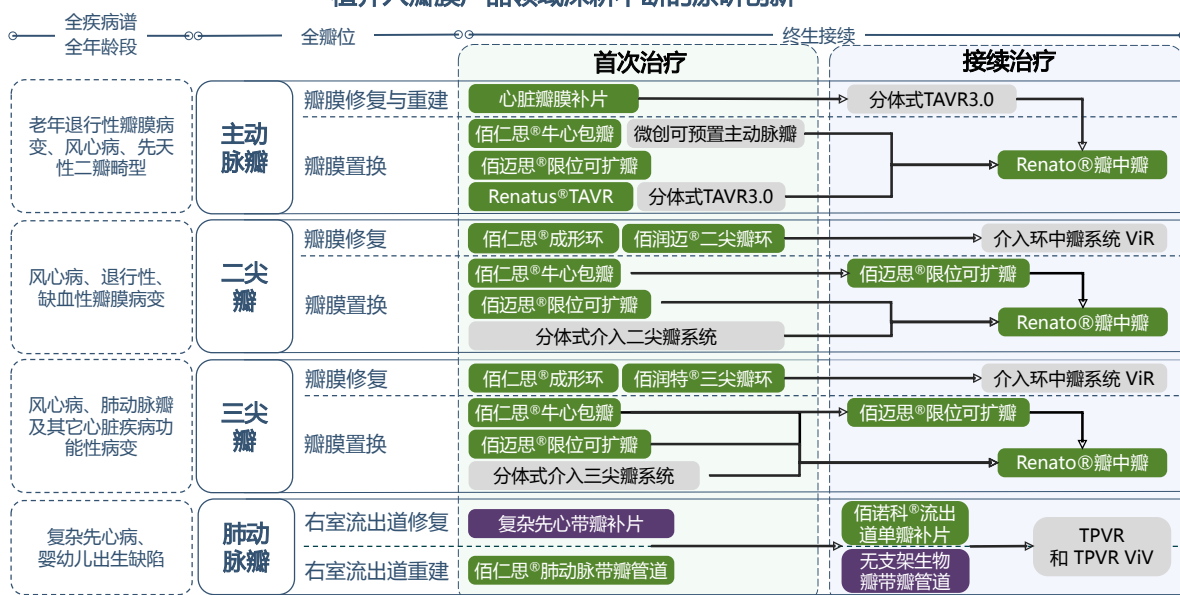 植介入瓣膜产品领域深耕不断的原研创新
全疾病谱
全年龄段
全瓣位
终生接续
首次治疗
接续治疗
老年退行性瓣膜病
变、风心病、先天
性二瓣畸型
主动
脉瓣
瓣膜修复与重建
心脏瓣膜补片
分体式TAVR3.0
瓣膜置换
佰仁思®牛心包瓣
微创可预置主动脉瓣
佰迈思®限位可扩瓣
Renatus®TAVR
分体式TAVR3.0
Renato®瓣中瓣
风心病、退行性、
缺血性瓣膜病变
二尖
瓣
瓣膜修复
佰仁思®成形环
佰润迈®二尖瓣环
介入环中瓣系统 ViR
瓣膜置换
佰仁思®牛心包瓣
佰迈思®限位可扩瓣
分体式介入二尖瓣系统
佰迈思®限位可扩瓣
Renato®瓣中瓣
风心病、肺动脉瓣
及其它心脏疾病功
能性病变
三尖
瓣
瓣膜修复
佰仁思®成形环
佰润特®三尖瓣环
介入环中瓣系统 ViR
瓣膜置换
佰仁思®牛心包瓣
佰迈思®限位可扩瓣
分体式介入三尖瓣系统
佰迈思®限位可扩瓣
Renato®瓣中瓣
复杂先心病、
婴幼儿出生缺陷
肺动
脉瓣
右室流出道修复
复杂先心带瓣补片
佰诺科®流出
道单瓣补片
右室流出道重建
佰仁思®肺动脉带瓣管道
无支架生物
瓣带瓣管道
TPVR
和 TPVR ViV